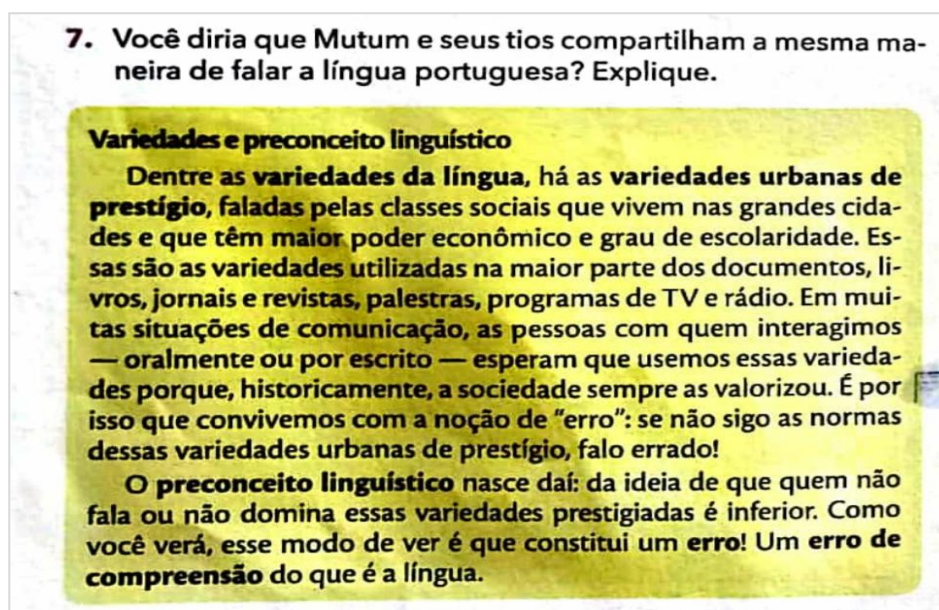 7. Você diria que Mutum e seus tios compartilham a mesma ma-
neira de falar a língua portuguesa? Explique.
Variedades e preconceito linguístico
Dentre as variedades da língua, há as variedades urbanas de
prestígio, faladas pelas classes sociais que vivem nas grandes cida-
des e que têm maior poder econômico e grau de escolaridade. Es-
sas são as variedades utilizadas na maior parte dos documentos, li-
vros, jornais e revistas, palestras, programas de TV e rádio. Em mui-
tas situações de comunicação, as pessoas com quem interagimos
— oralmente ou por escrito — esperam que usemos essas varieda-
des porque, historicamente, a sociedade sempre as valorizou. É por
isso que convivemos com a noção de "erro": se não sigo as normas
dessas variedades urbanas de prestígio, falo errado!
O preconceito linguístico nasce daí: da ideia de que quem não
fala ou não domina essas variedades prestigiadas é inferior. Como
você verá, esse modo de ver é que constitui um erro! Um erro de
compreensão do que é a língua.